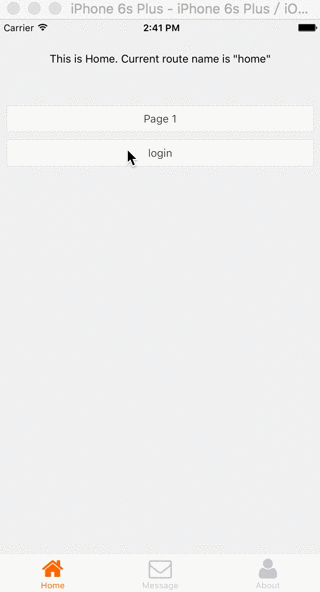 iPhone 6s Plus - iPhone 6s Plus / iO...
Carrier 2:41 PM
This is Home. Current route name is "home"
Page 1
login
Home Message About